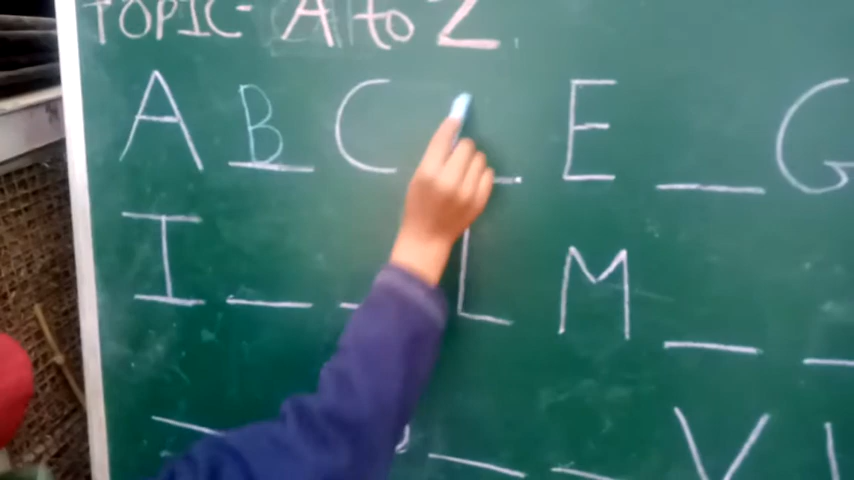 TOPIC- A to Z
A B C _ E _ G
I _ _ L M _ _
_ _ _ V